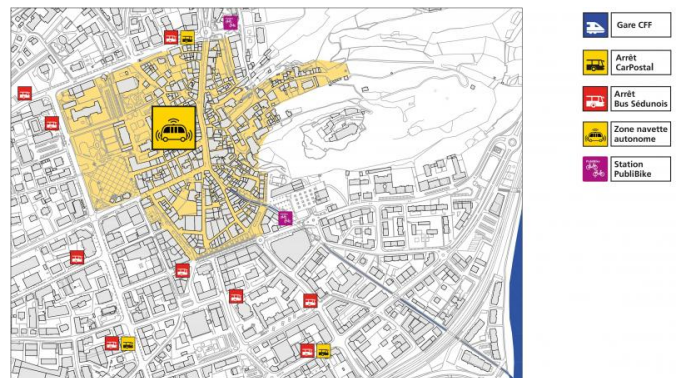 Gare CFF
Arrêt
CarPostal
Arrêt
Bus Sédunois
Zone navette
autonome
Station
PubliBike